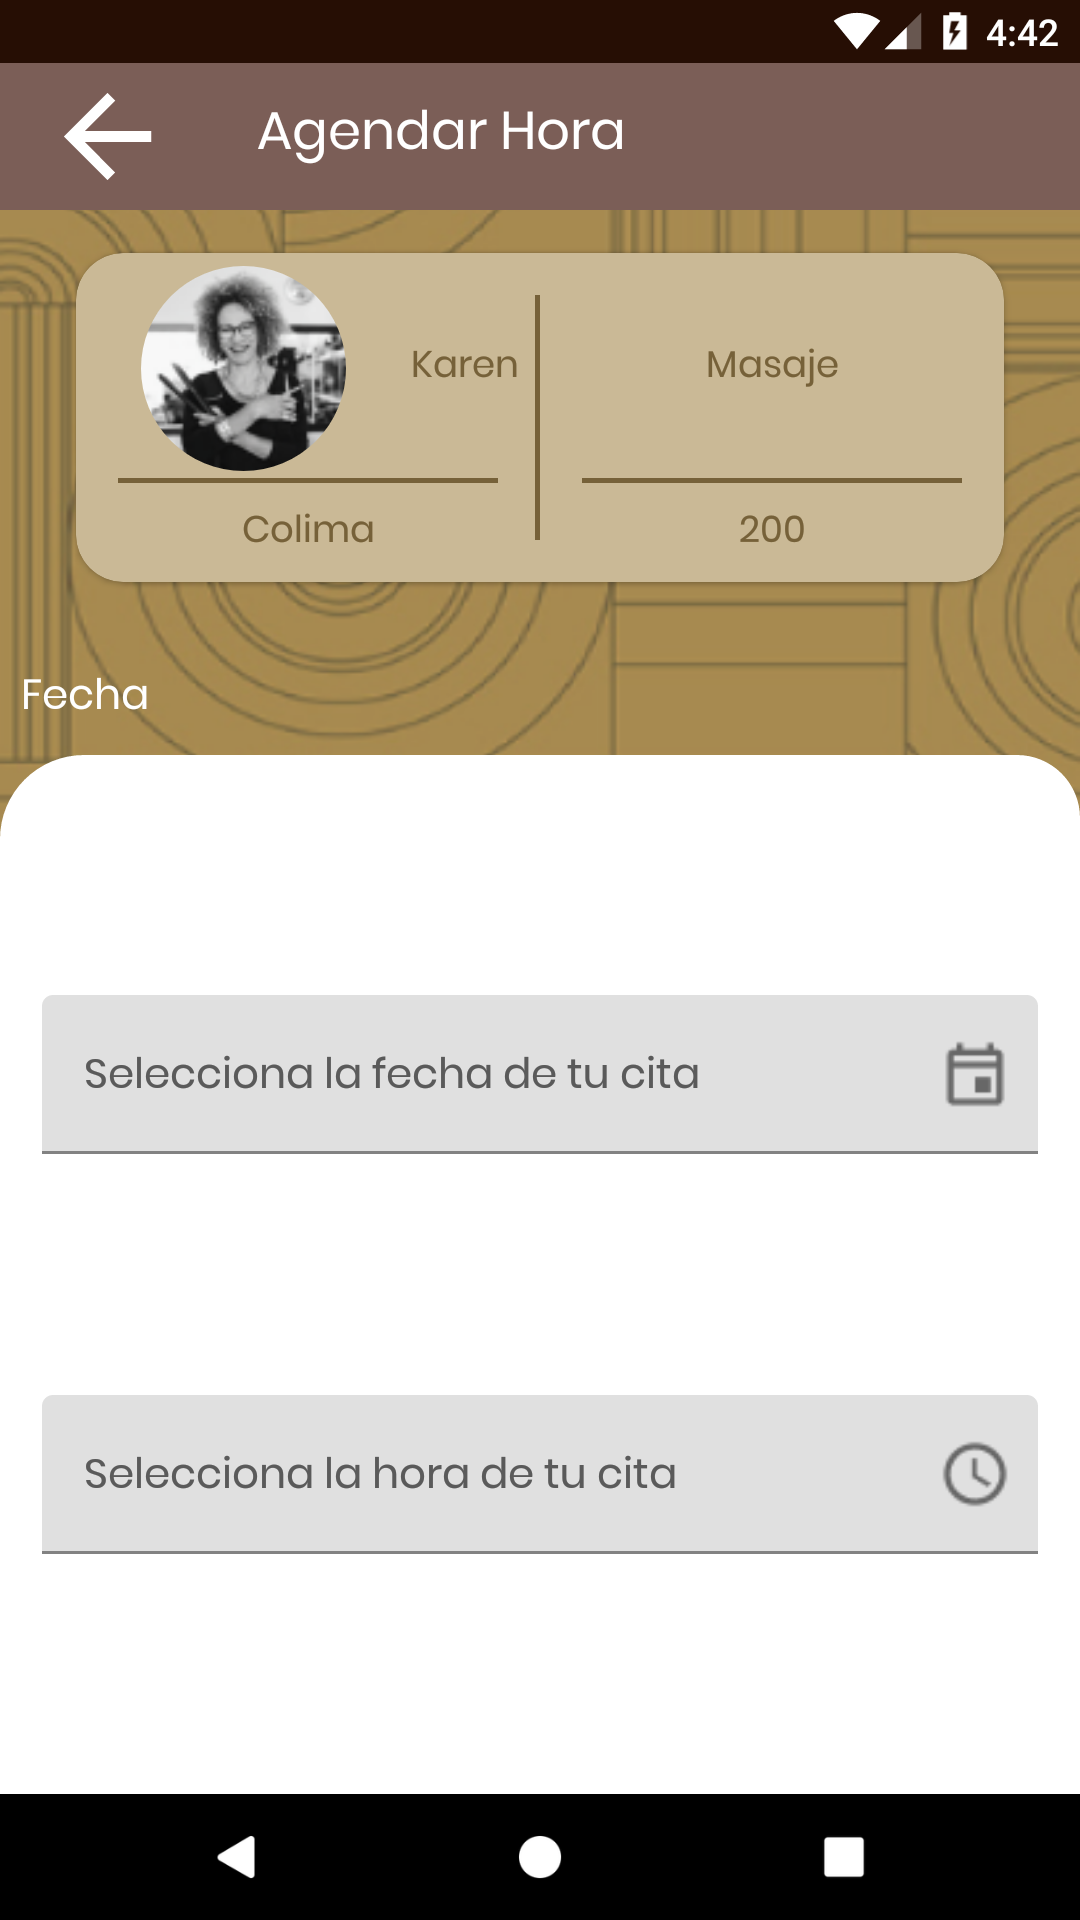 4:42
Agendar Hora
Karen
Masaje
Colima
200
Fecha
Selecciona la fecha de tu cita
Selecciona la hora de tu cita